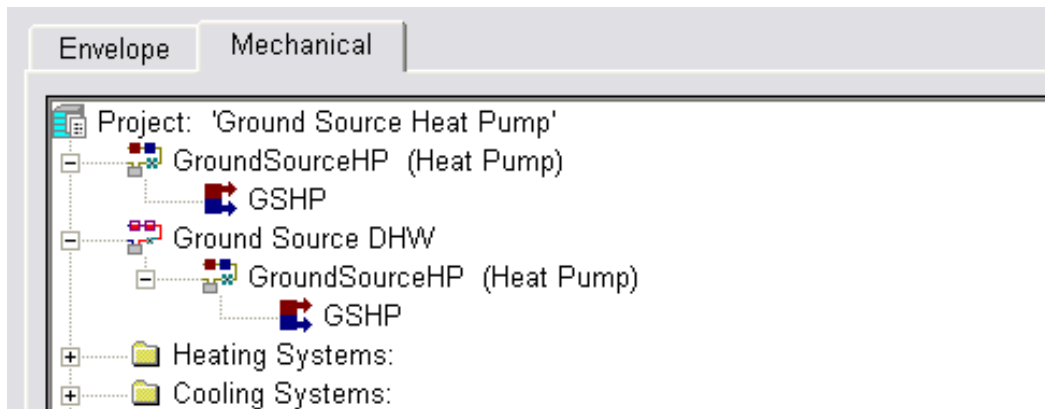 Envelope Mechanical
Project: 'Ground Source Heat Pump'
GroundSourceHP (Heat Pump)
GSHP
Ground Source DHW
GroundSourceHP (Heat Pump)
GSHP
Heating Systems:
Cooling Systems: